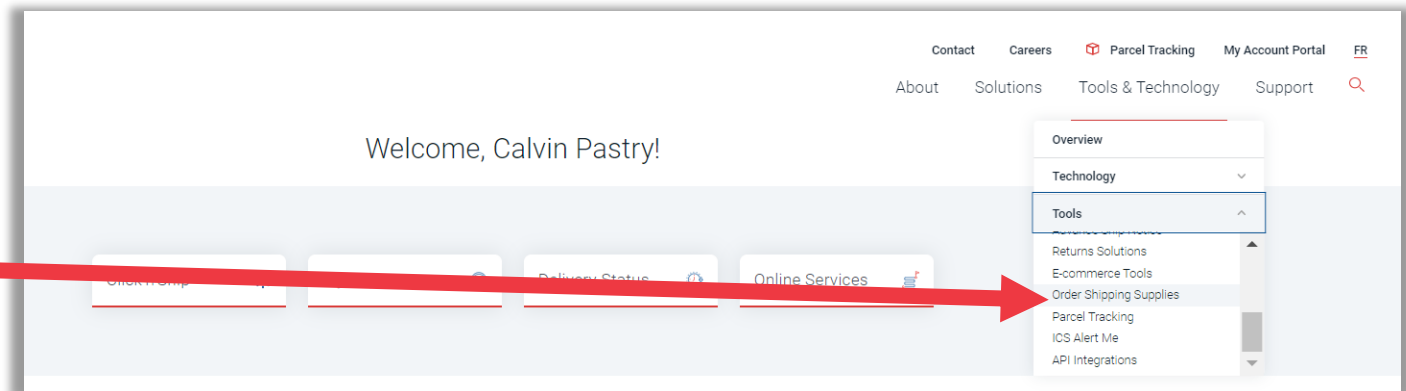 Contact Careers Parcel Tracking My Account Portal FR
About Solutions Tools & Technology Support
Welcome, Calvin Pastry!
Overview
Technology
Tools
Returns Solutions
E-commerce Tools
Order Shipping Supplies
Parcel Tracking
ICS Alert Me
API Integrations
Delivery Status
Online Services